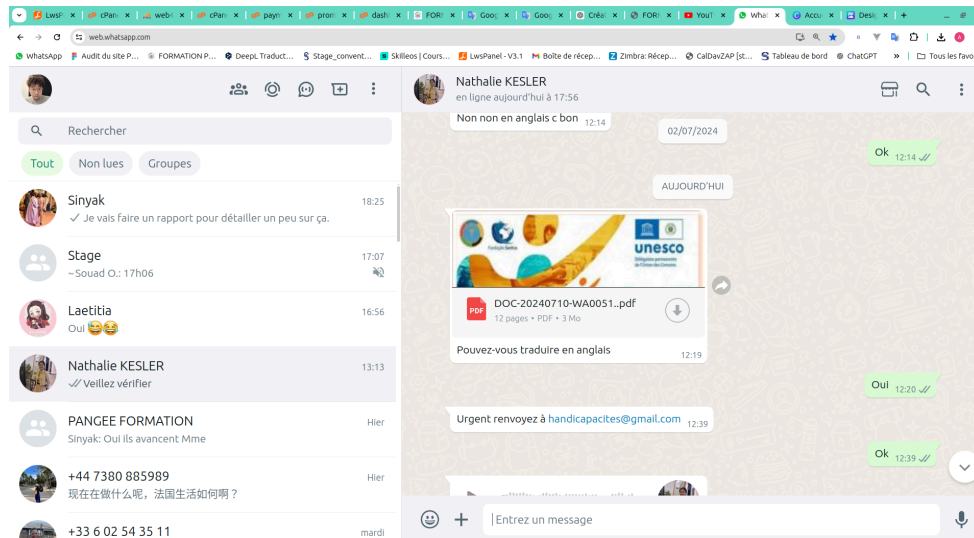 LwsP
cPan
web
cPan
payn
prom
dash
FORM
Goog
Goog
Créat
FORM
YouT
What
Accu
Desig
web.whatsapp.com
WhatsApp
Audit du site P...
FORMATION P...
DeepL Traduct...
Stage_convent...
Skilleos | Cours...
LwsPanel - V3.1
Boîte de récep...
Zimbra: Récep...
CalDavZAP [st...
Tableau de bord
ChatGPT
»
Tous les favo
Rechercher
Tout
Non lues
Groupes
Sinyak
18:25
Je vais faire un rapport pour détailler un peu sur ça.
Stage
17:07
~Souad O.: 17h06
Laetitia
16:56
Oui 😅😂
Nathalie KESLER
13:13
Veillez vérifier
PANGEE FORMATION
Hier
Sinyak: Oui ils avancent Mme
+44 7380 885989
Hier
现在在做什么呢，法国生活如何啊？
+33 6 02 54 35 11
mardi
Nathalie KESLER
en ligne aujourd'hui à 17:56
Non non en anglais c bon 12:14
02/07/2024
Ok 12:14
AUJOURD'HUI
unesco
PDF
DOC-20240710-WA0051..pdf
12 pages • PDF • 3 Mo
Pouvez-vous traduire en anglais
12:19
Oui 12:20
Urgent renvoyez à handicapacites@gmail.com 12:39
Ok 12:39
Entrez un message